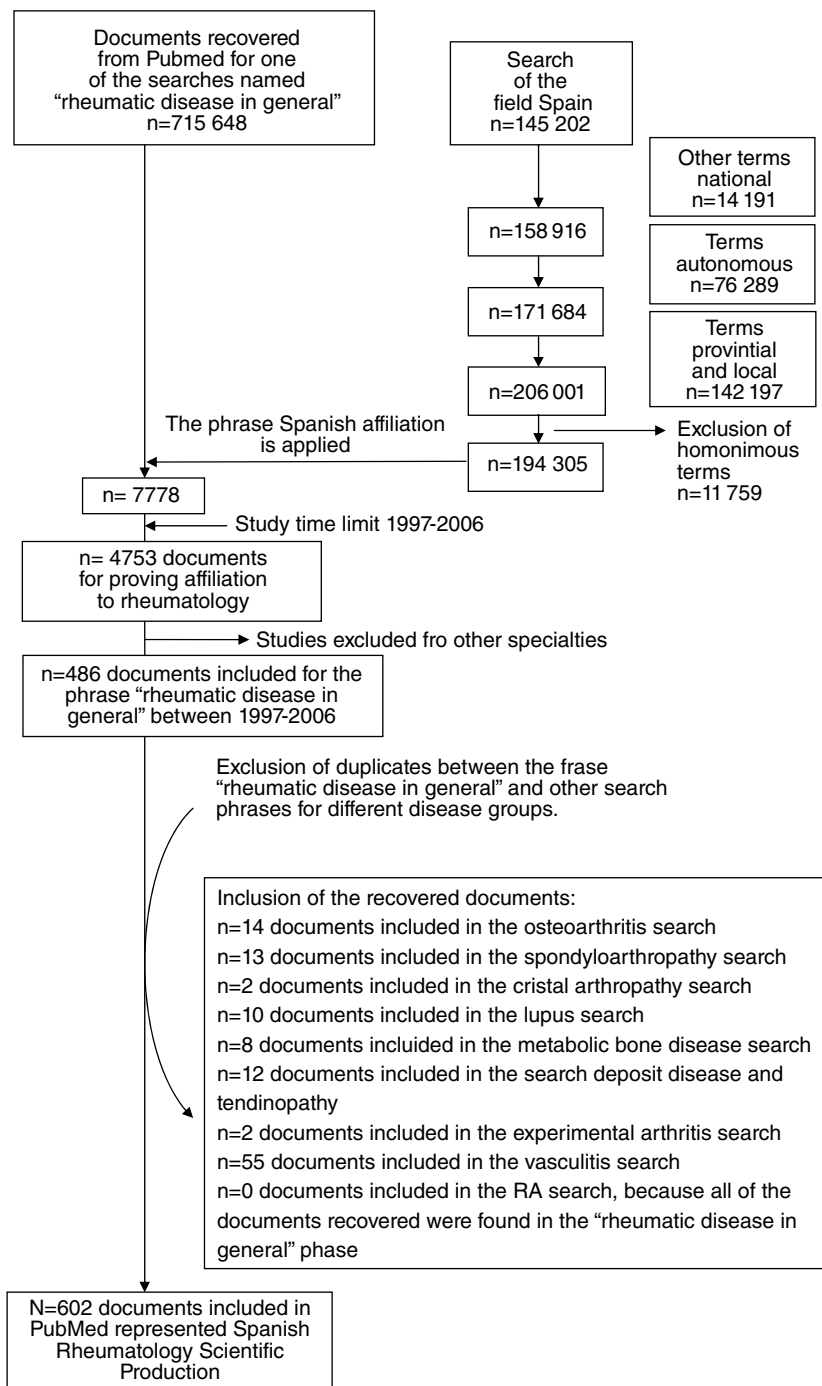 Documents recovered
from Pubmed for one
of the searches named
“rheumatic disease in general”
n=715 648
Search
of the
field Spain
n=145 202
Other terms
national
n=14 191
n=158 916
Terms
autonomous
n=76 289
n=171 684
Terms
provintial
and local
n=142 197
n=206 001
The phrase Spanish affiliation
is applied
Exclusion of
homonimous
terms
n=11 759
n=194 305
n= 7778
Study time limit 1997-2006
n= 4753 documents
for proving affiliation
to rheumatology
Studies excluded fro other specialties
n=486 documents included for the
phrase “rheumatic disease in
general” between 1997-2006
Exclusion of duplicates between the frase
“rheumatic disease in general” and other search
phrases for different disease groups.
Inclusion of the recovered documents:
n=14 documents included in the osteoarthritis search
n=13 documents included in the spondyloarthropathy search
n=2 documents included in the cristal arthropathy search
n=10 documents included in the lupus search
n=8 documents incluided in the metabolic bone disease search
n=12 documents included in the search deposit disease and
tendinopathy
n=2 documents included in the experimental arthritis search
n=55 documents included in the vasculitis search
n=0 documents included in the RA search, because all of the
documents recovered were found in the “rheumatic disease in
general” phase
N=602 documents included in
PubMed represented Spanish
Rheumatology Scientific
Production